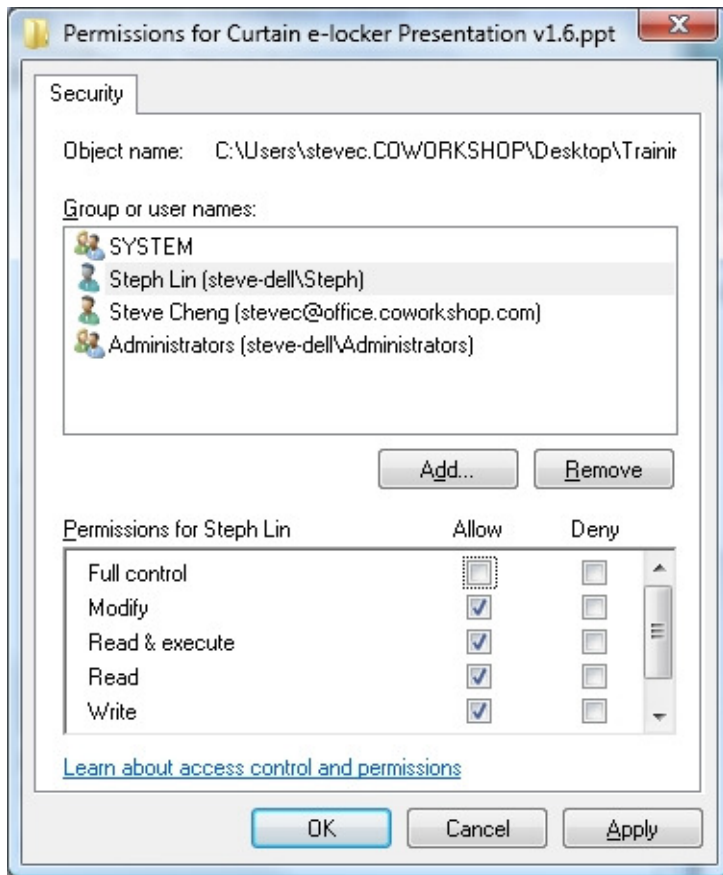 Permissions for Curtain e-locker Presentation v1.6.ppt
Security
Object name: C:\Users\stevec.COWORKSHOP\Desktop\Trainir
Group or user names:
SYSTEM
Steph Lin (steve-dell\Steph)
Steve Cheng (stevec@office.coworkshop.com)
Administrators (steve-dell\Administrators)
Add... Remove
Permissions for Steph Lin Allow Deny
Full control
Modify
Read & execute
Read
Write
Learn about access control and permissions
OK Cancel Apply